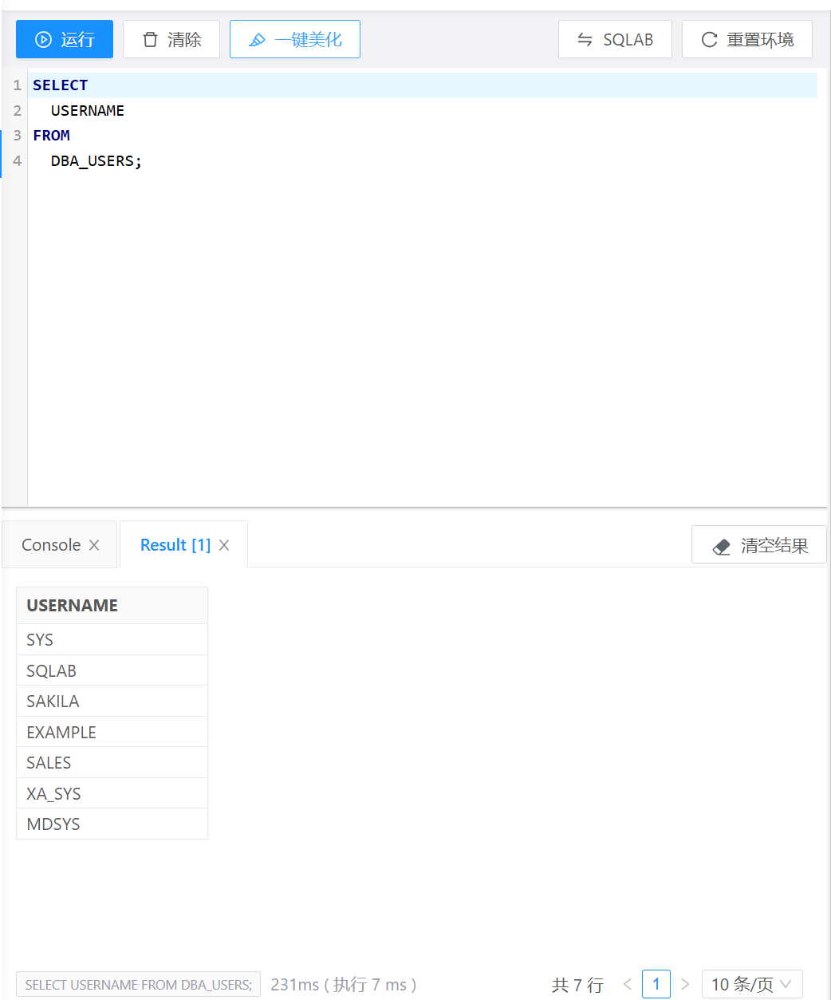 运行 清除 一键美化 SQLAB 重置环境
1 SELECT
2 USERNAME
3 FROM
4 DBA_USERS;
Console Result [1] 清空结果
USERNAME
SYS
SQLAB
SAKILA
EXAMPLE
SALES
XA_SYS
MDSYS
SELECT USERNAME FROM DBA_USERS; 231ms ( 执行 7 ms ) 共 7 行 < 1 > 10 条/页